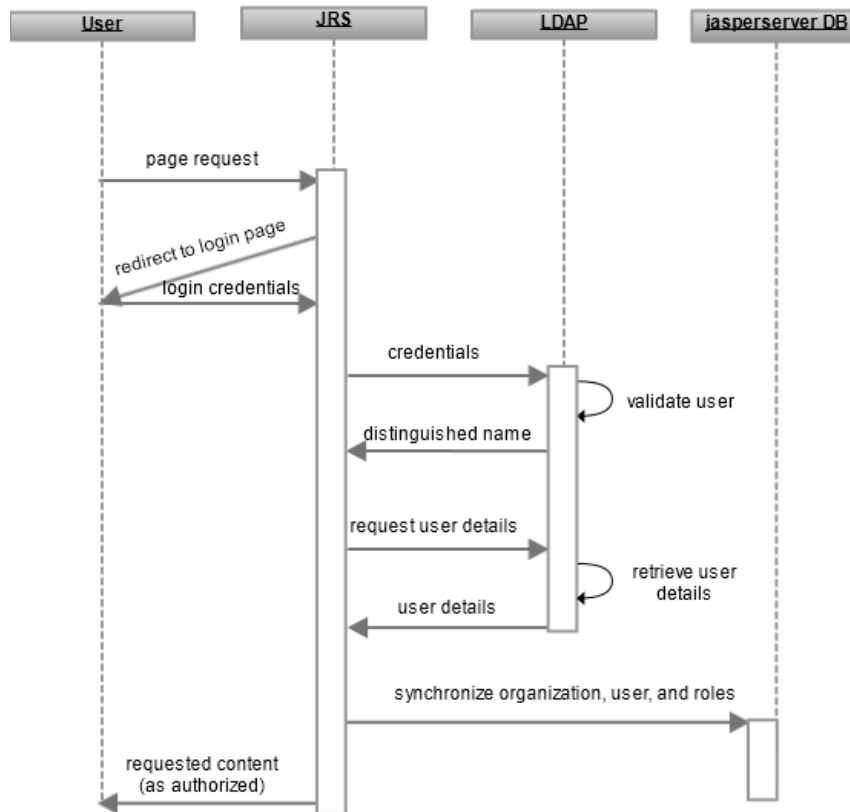 User
JRS
LDAP
jasperserver DB
page request
redirect to login page
login credentials
credentials
validate user
distinguished name
request user details
retrieve user
details
user details
synchronize organization, user, and roles
requested content
(as authorized)